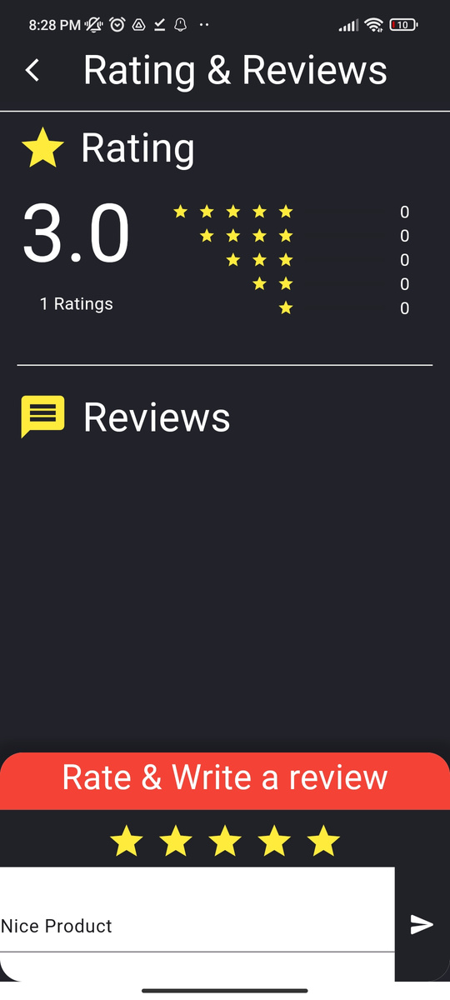 8:28 PM
10
Rating & Reviews
Rating
3.0
1 Ratings
0
0
0
0
0
Reviews
Rate & Write a review
Nice Product